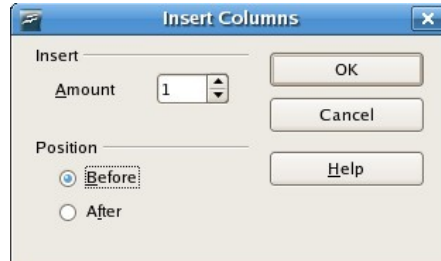 Insert Columns
Insert
Amount 1
OK
Cancel
Position
Before
After
Help